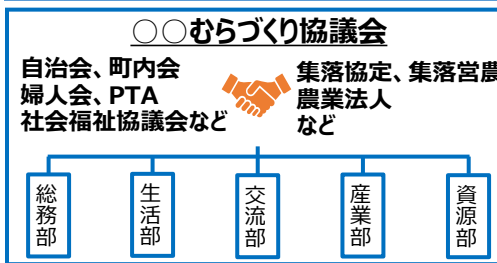 ○○むらづくり協議会
自治会、町内会
婦人会、PTA
社会福祉協議会など
集落協定、集落営農
農業法人
など
総務部
生活部
交流部
産業部
資源部